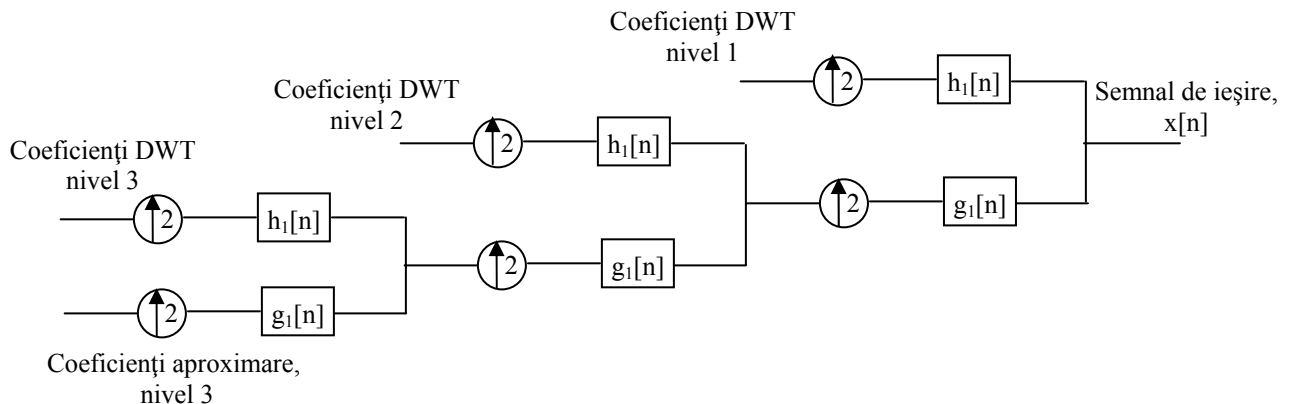 Coeficienţi DWT
nivel 1
2
h₁[n]
Semnal de ieşire,
x[n]
Coeficienţi DWT
nivel 2
2
h₁[n]
2
g₁[n]
Coeficienţi DWT
nivel 3
2
h₁[n]
2
g₁[n]
2
g₁[n]
Coeficienţi aproximare,
nivel 3